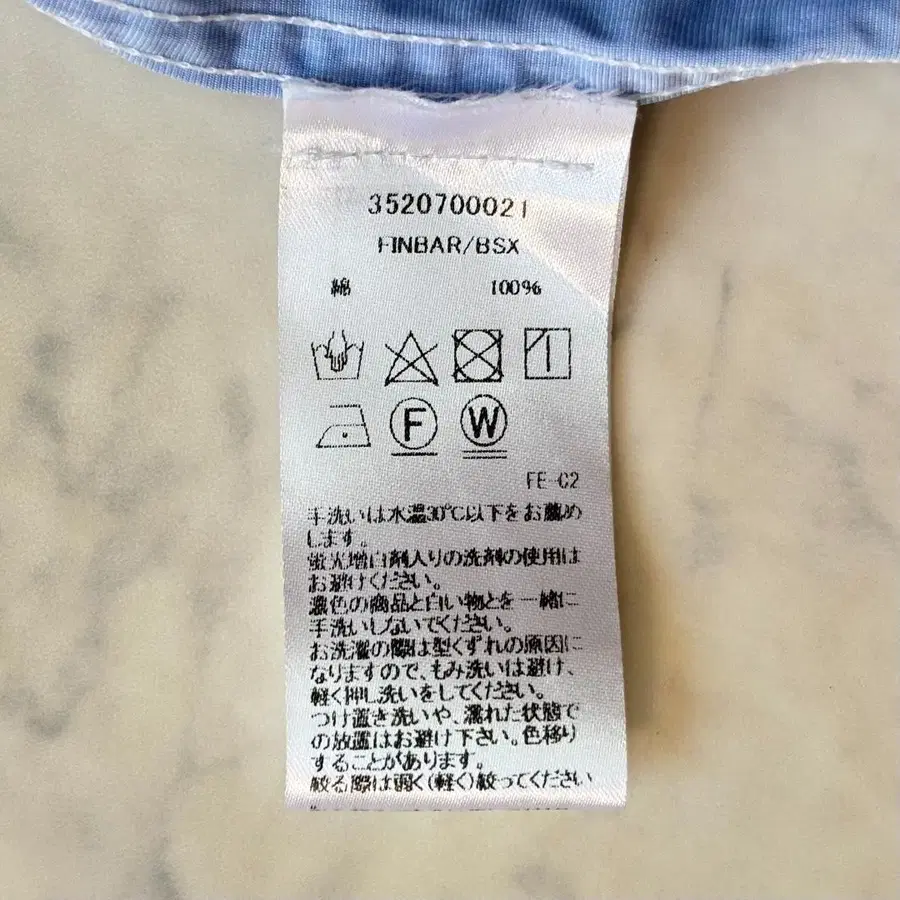 3520700021
FINBAR/BSX
綿 100%
F W
FE-C2
手洗いは水温30℃以下をお薦め
します。
蛍光増白剤入りの洗剤の使用は
お避けください。
濃色の商品と白い物とを一緒に
手洗いしないでください。
お洗濯の際は型くずれの原因に
なりますので、もみ洗いは避け、
軽く押し洗いをしてください。
つけ置き洗いや、濡れた状態で
の放置はお避け下さい。色移り
することがあります。
絞る際は弱く(軽く)絞ってください